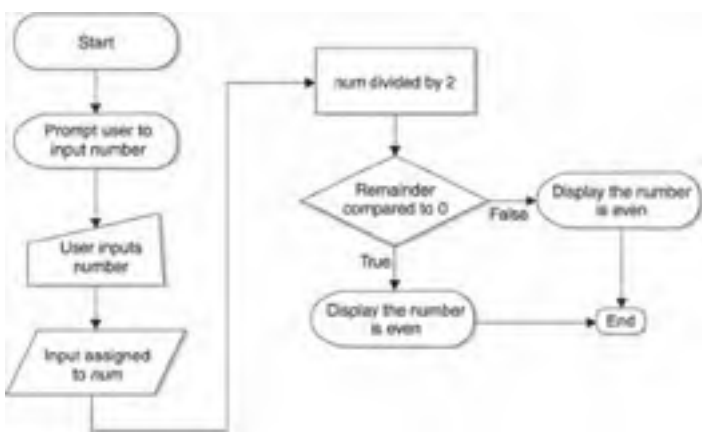 Start
Prompt user to
input number
User inputs
number
Input assigned
to num
num divided by 2
Remainder
compared to 0
False
True
Display the number
is even
Display the number
is even
End